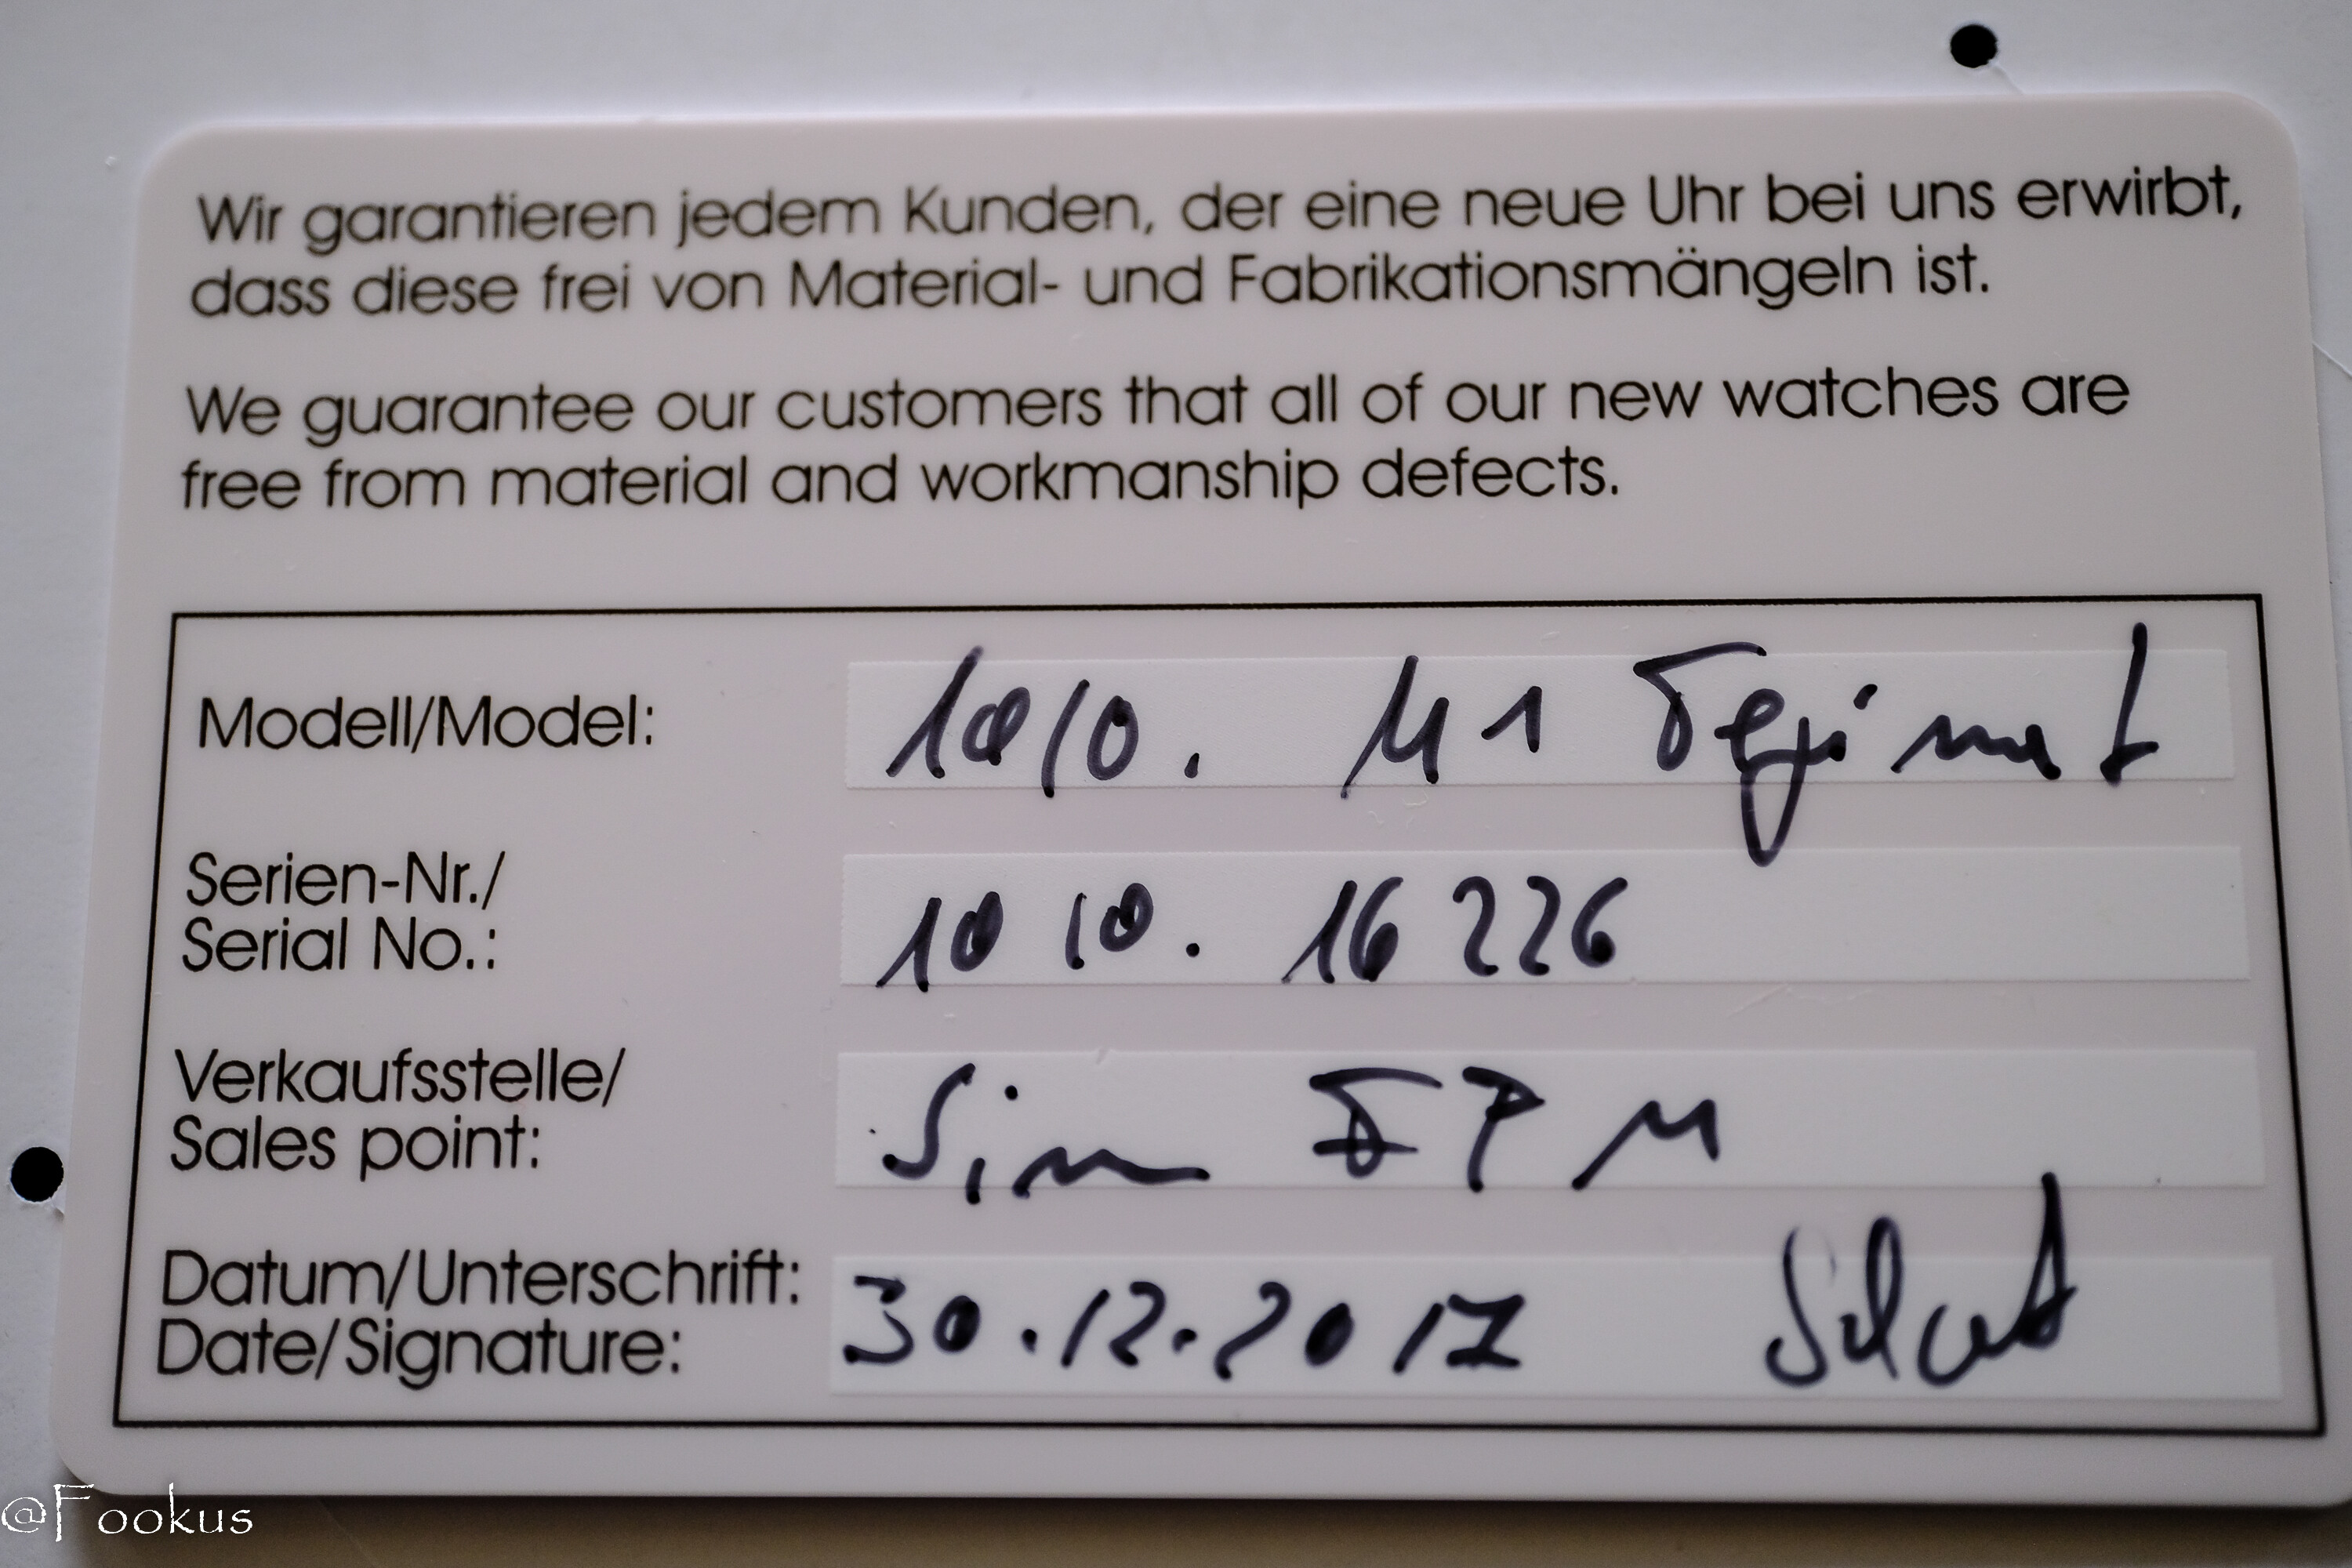 Wir garantieren jedem Kunden, der eine neue Uhr bei uns erwirbt,
dass diese frei von Material- und Fabrikationsmängeln ist.
We guarantee our customers that all of our new watches are
free from material and workmanship defects.
Modell/Model: 1010. U1 Tegiment
Serien-Nr./
Serial No.: 1010. 16226
Verkaufsstelle/
Sales point: Sinn FFM
Datum/Unterschrift:
Date/Signature: 30.12.2017
@Fookus